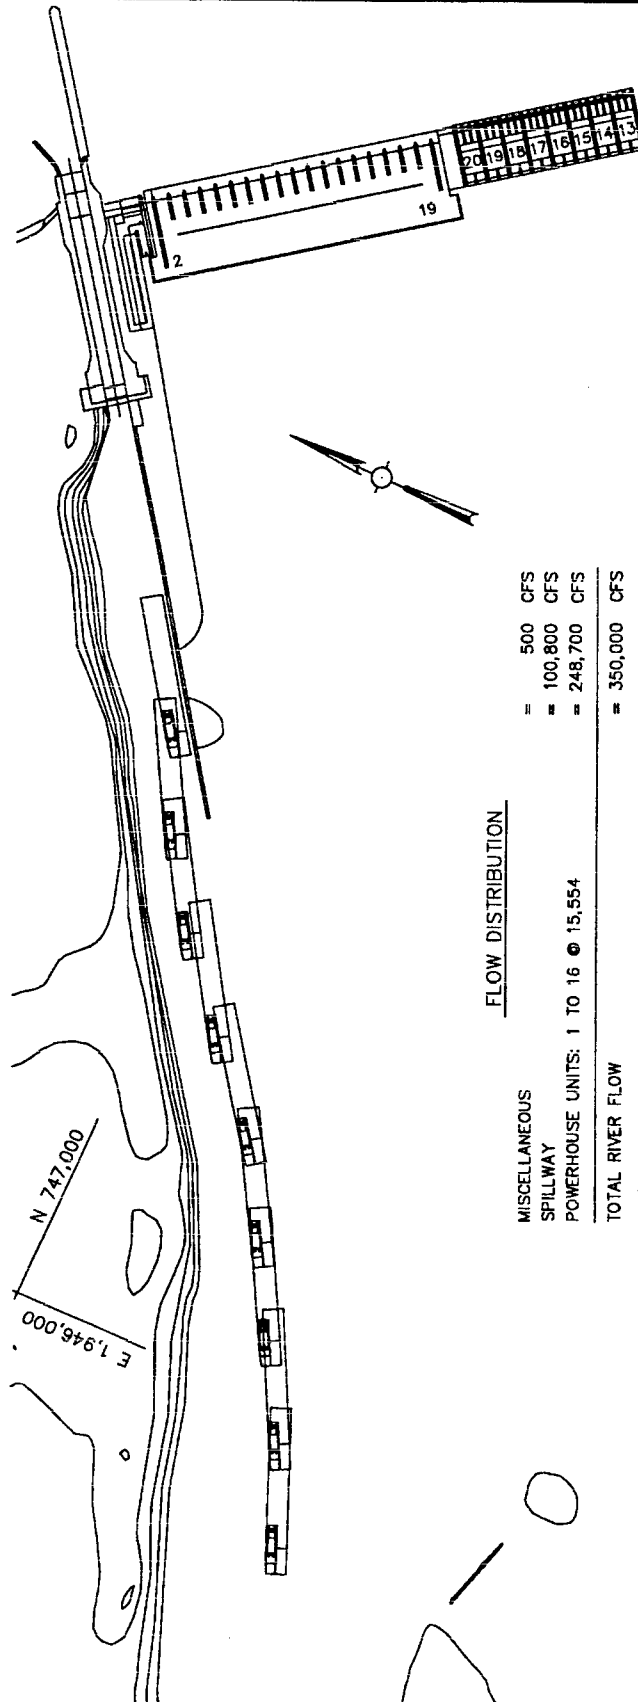 20 19 18 17 16 15 14 13
19
2
FLOW DISTRIBUTION
MISCELLANEOUS = 500 CFS
SPILLWAY = 100,800 CFS
POWERHOUSE UNITS: 1 TO 16 @ 15,554 = 248,700 CFS
TOTAL RIVER FLOW = 350,000 CFS
N 747,000
E 1,946,000